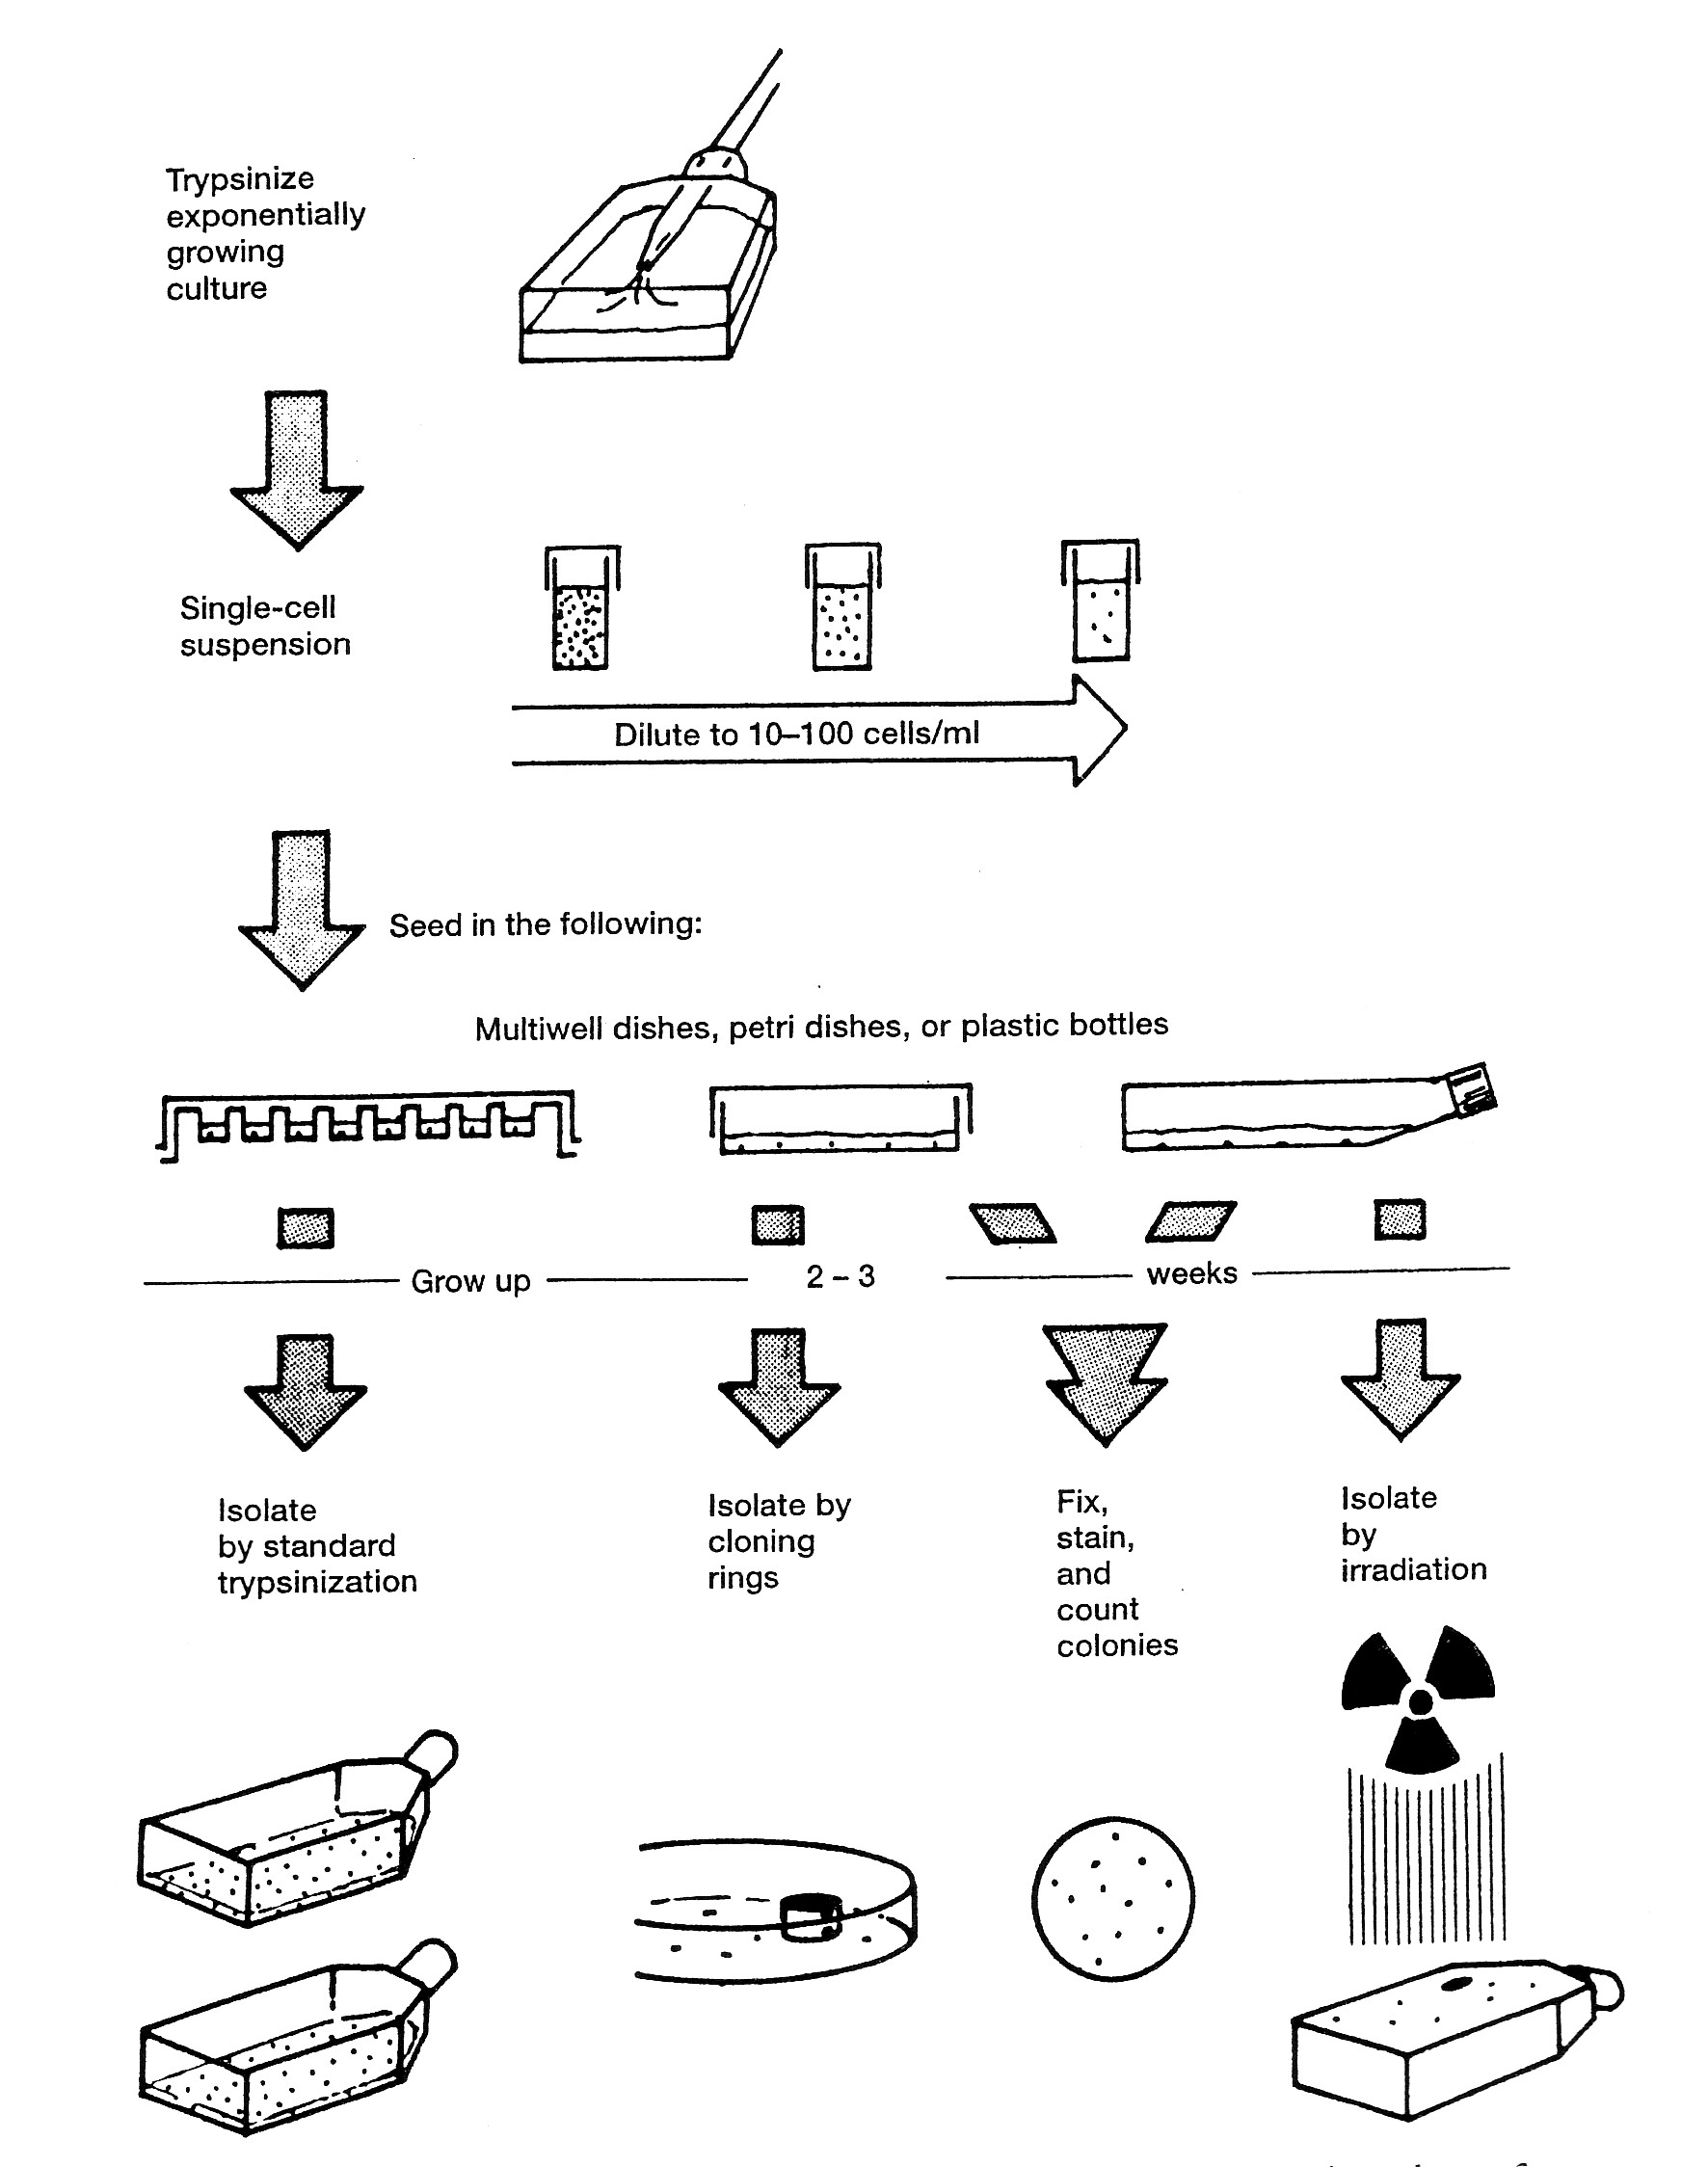 Trypsinize
exponentially
growing
culture
Single-cell
suspension
Dilute to 10–100 cells/ml
Seed in the following:
Multiwell dishes, petri dishes, or plastic bottles
Grow up 2 – 3 weeks
Isolate
by standard
trypsinization
Isolate by
cloning
rings
Fix,
stain,
and
count
colonies
Isolate
by
irradiation